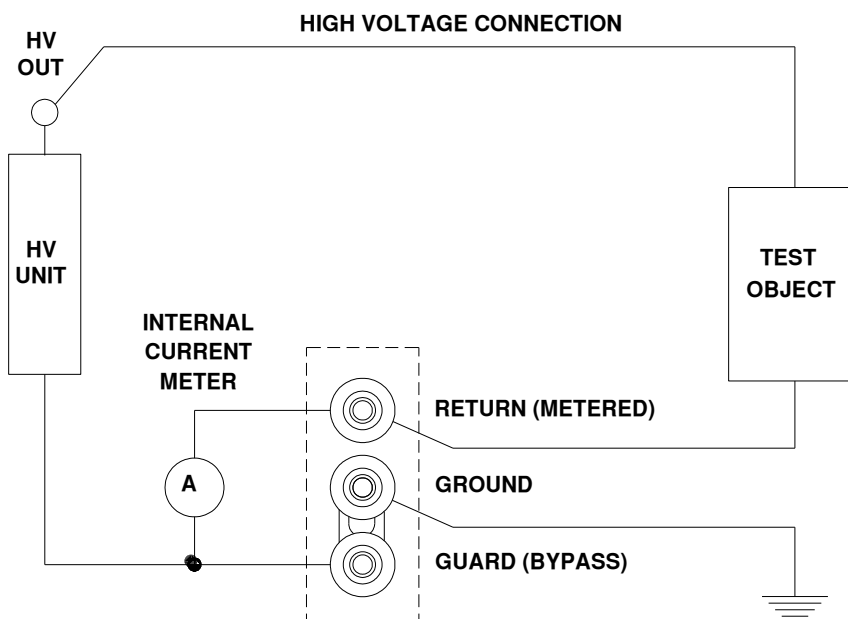 HIGH VOLTAGE CONNECTION
HV
OUT
HV
UNIT
TEST
OBJECT
INTERNAL
CURRENT
METER
A
RETURN (METERED)
GROUND
GUARD (BYPASS)